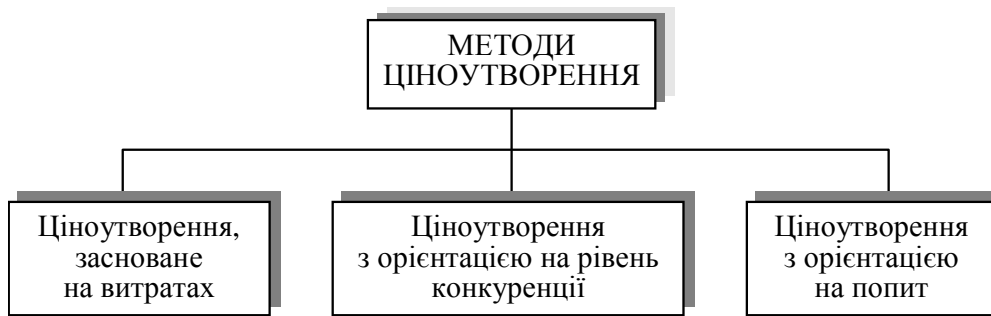 МЕТОДИ
ЦІНОУТВОРЕННЯ
Ціноутворення,
засноване
на витратах
Ціноутворення
з орієнтацією на рівень
конкуренції
Ціноутворення
з орієнтацією
на попит